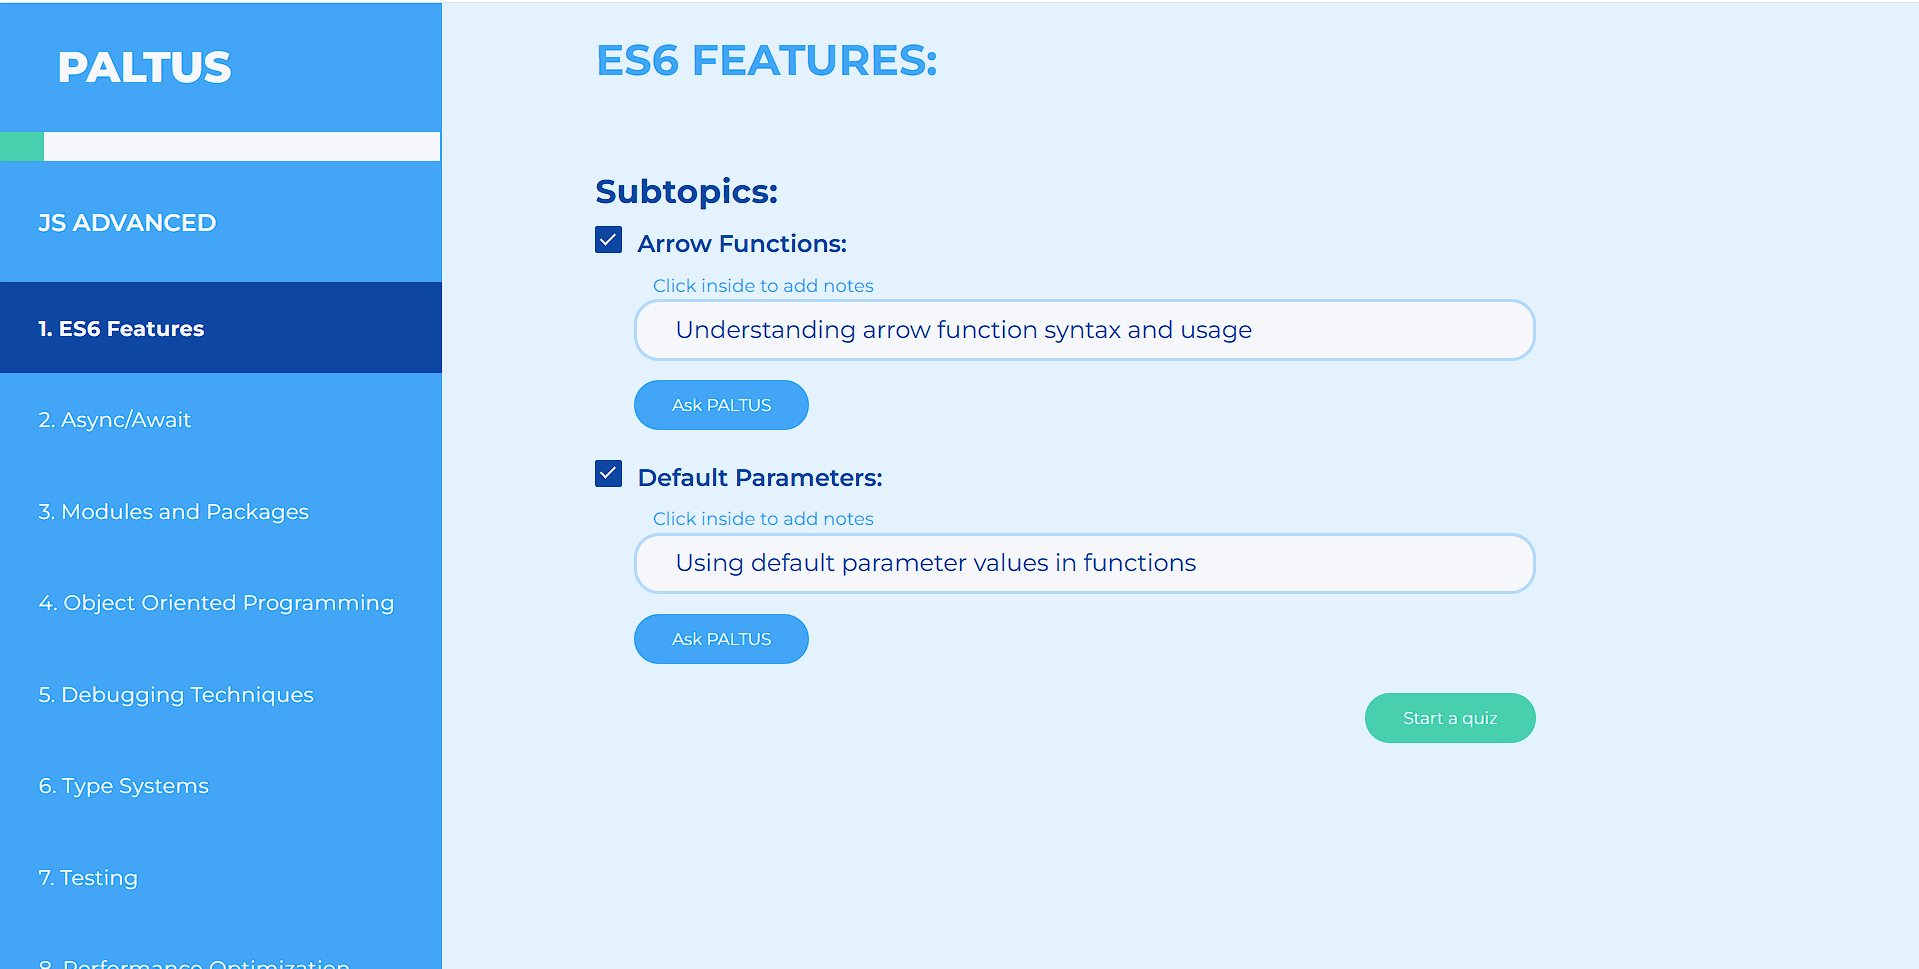 PALTUS
JS ADVANCED
1. ES6 Features
2. Async/Await
3. Modules and Packages
4. Object Oriented Programming
5. Debugging Techniques
6. Type Systems
7. Testing
8. Performance Optimization
ES6 FEATURES:
Subtopics:
Arrow Functions:
Click inside to add notes
Understanding arrow function syntax and usage
Ask PALTUS
Default Parameters:
Click inside to add notes
Using default parameter values in functions
Ask PALTUS
Start a quiz